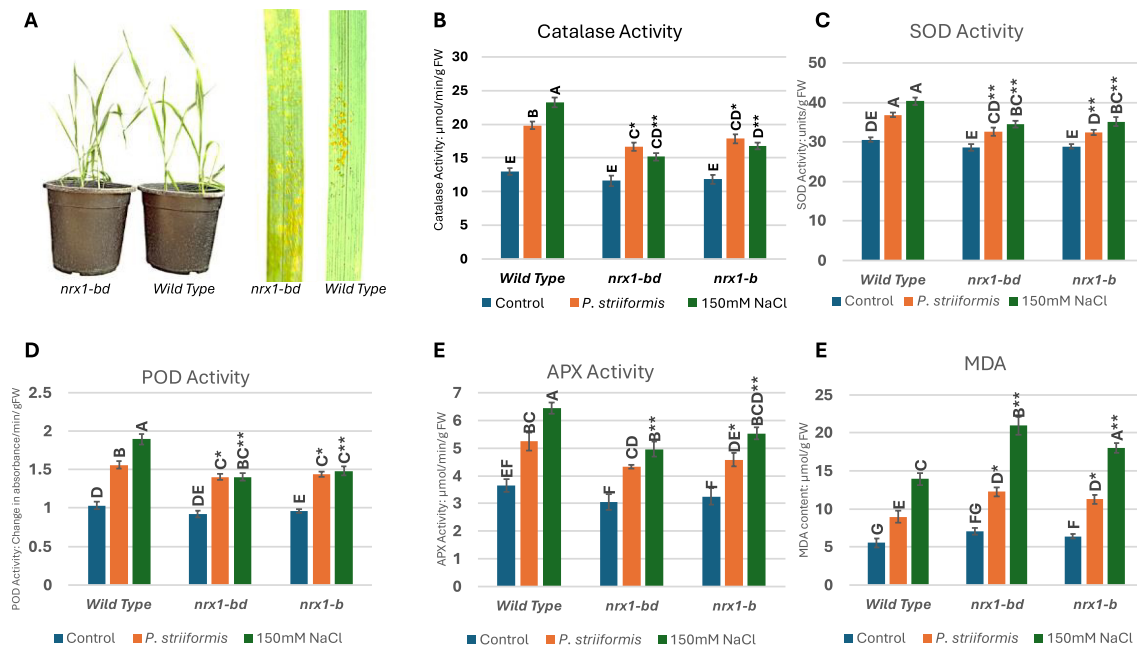 A
nrx1-bd
Wild Type
nrx1-bd
Wild Type
B
Catalase Activity
Catalase Activity: µmol/min/g FW
30
25
20
15
10
5
0
E
B
A
E
C*
CD**
E
CD*
D**
Wild Type
nrx1-bd
nrx1-b
Control
P. striiformis
150mM NaCl
C
SOD Activity
SOD Activity: units/g FW
50
40
30
20
10
0
DE
A
A
E
CD**
BC**
E
D**
BC**
Wild Type
nrx1-bd
nrx1-b
Control
P. striiformis
150mM NaCl
D
POD Activity
POD Activity: Change in absorbance/min/gFW
2.5
2
1.5
1
0.5
0
D
B
A
DE
C*
BC**
E
C*
C**
Wild Type
nrx1-bd
nrx1-b
Control
P. striiformis
150mM NaCl
E
APX Activity
APX Activity: µmol/min/g FW
7
6
5
4
3
2
1
0
EF
BC
A
F
CD
B**
F
DE*
BCD**
Wild Type
nrx1-bd
nrx1-b
Control
P. striiformis
150mM NaCl
E
MDA
MDA content: µmol/g FW
25
20
15
10
5
0
G
E
C
FG
D*
B**
F
D*
A**
Wild Type
nrx1-bd
nrx1-b
Control
P. striiformis
150mM NaCl